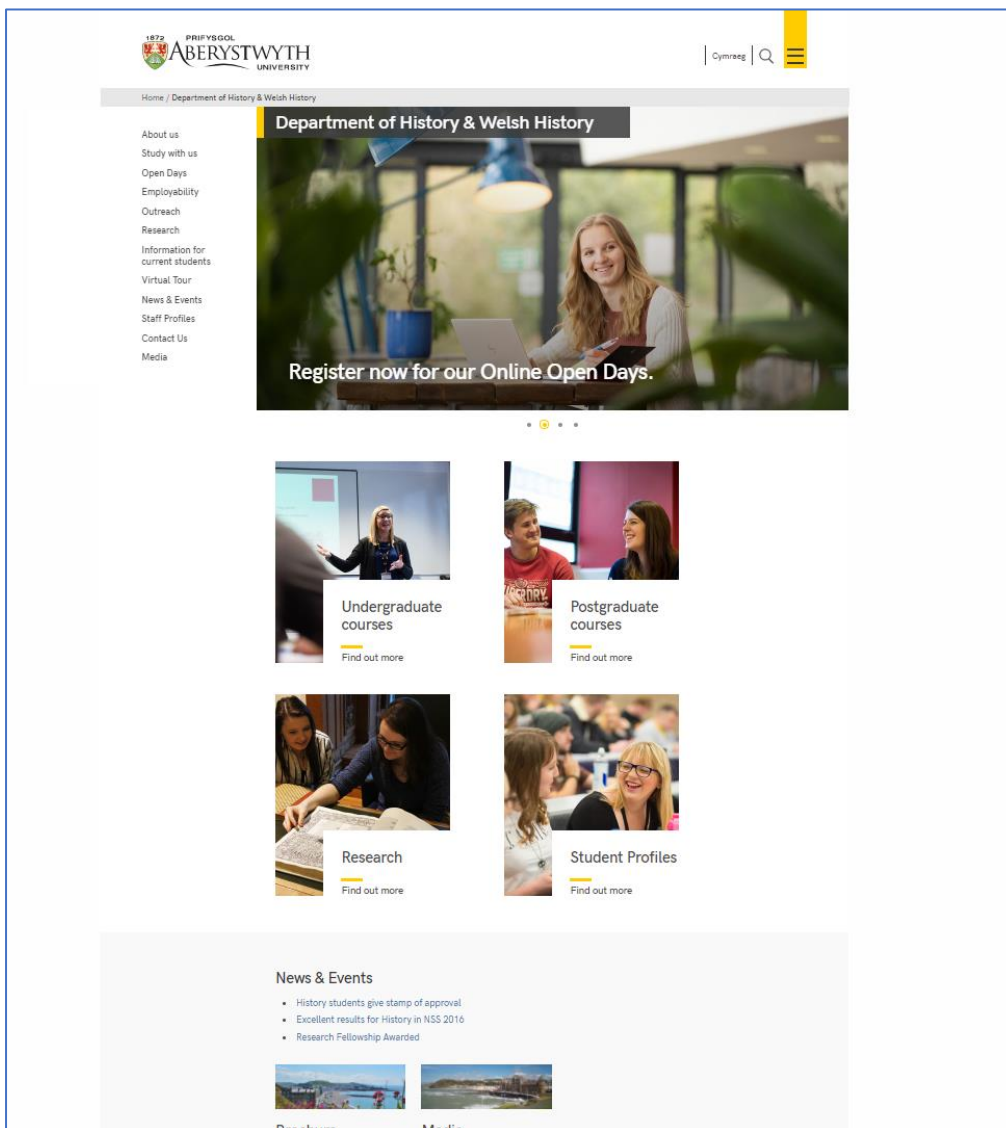 1872 PRIFYSGOL
ABERYSTWYTH
UNIVERSITY
Cymraeg
Home / Department of History & Welsh History
About us
Study with us
Open Days
Employability
Outreach
Research
Information for
current students
Virtual Tour
News & Events
Staff Profiles
Contact Us
Media
Department of History & Welsh History
Register now for our Online Open Days.
Undergraduate
courses
Find out more
Postgraduate
courses
Find out more
Research
Find out more
Student Profiles
Find out more
News & Events
History students give stamp of approval
Excellent results for History in NSS 2016
Research Fellowship Awarded